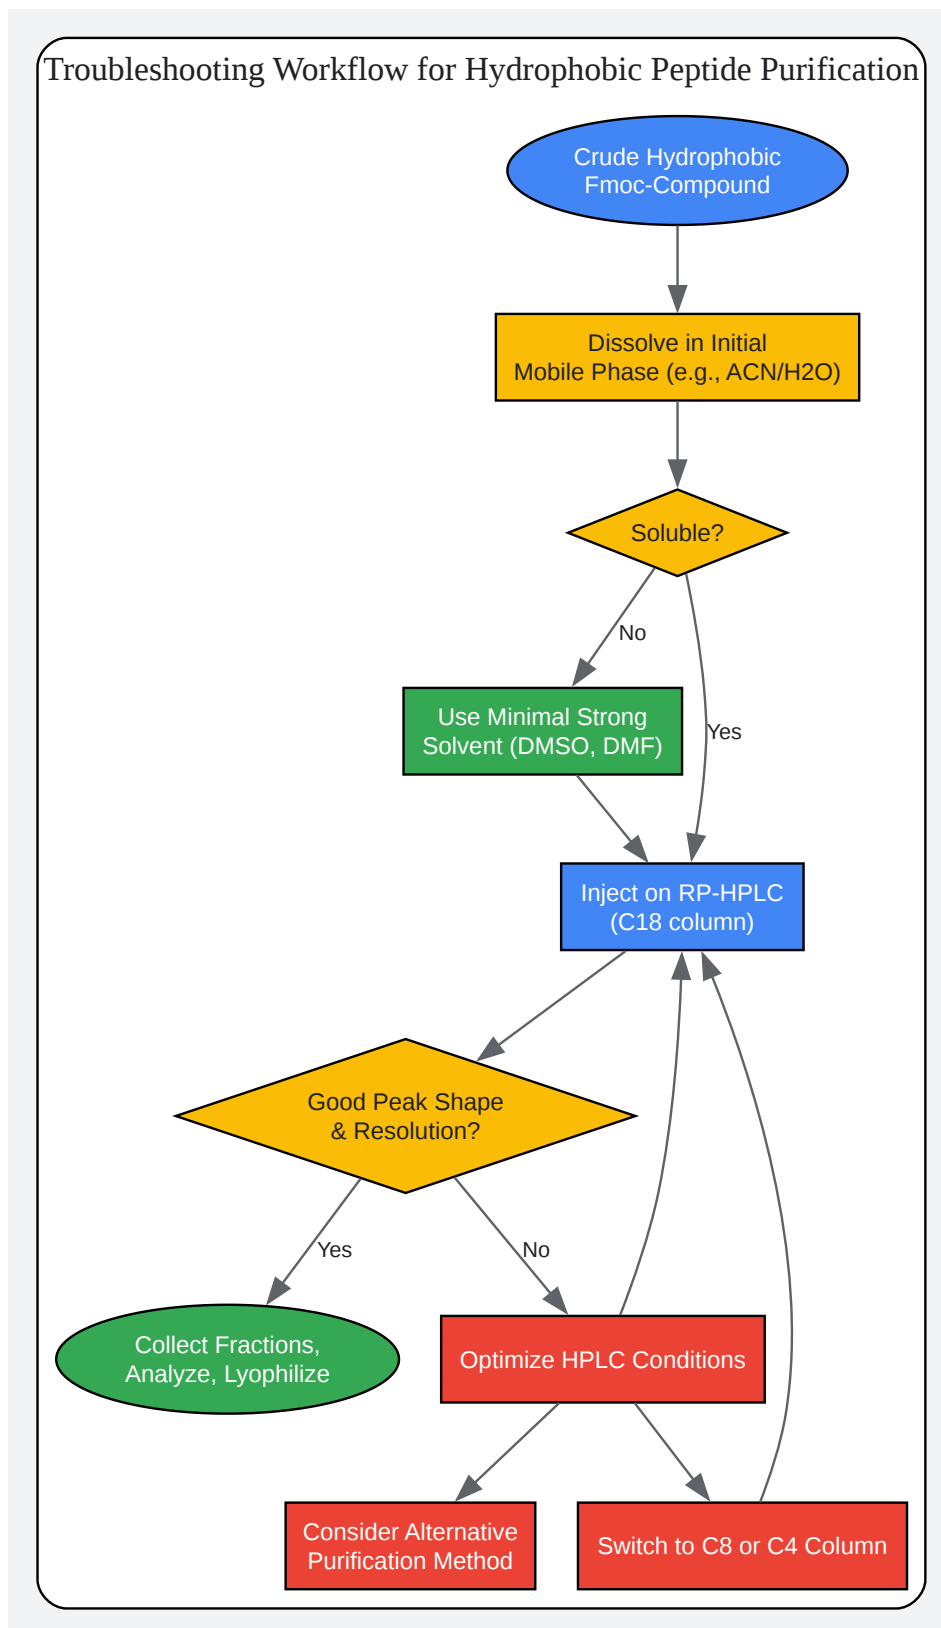 Troubleshooting Workflow for Hydrophobic Peptide Purification
Crude Hydrophobic
Fmoc-Compound
Dissolve in Initial
Mobile Phase (e.g., ACN/H2O)
Soluble?
No
Use Minimal Strong
Solvent (DMSO, DMF)
Yes
Inject on RP-HPLC
(C18 column)
Good Peak Shape
& Resolution?
Yes
No
Collect Fractions,
Analyze, Lyophilize
Optimize HPLC Conditions
Consider Alternative
Purification Method
Switch to C8 or C4 Column